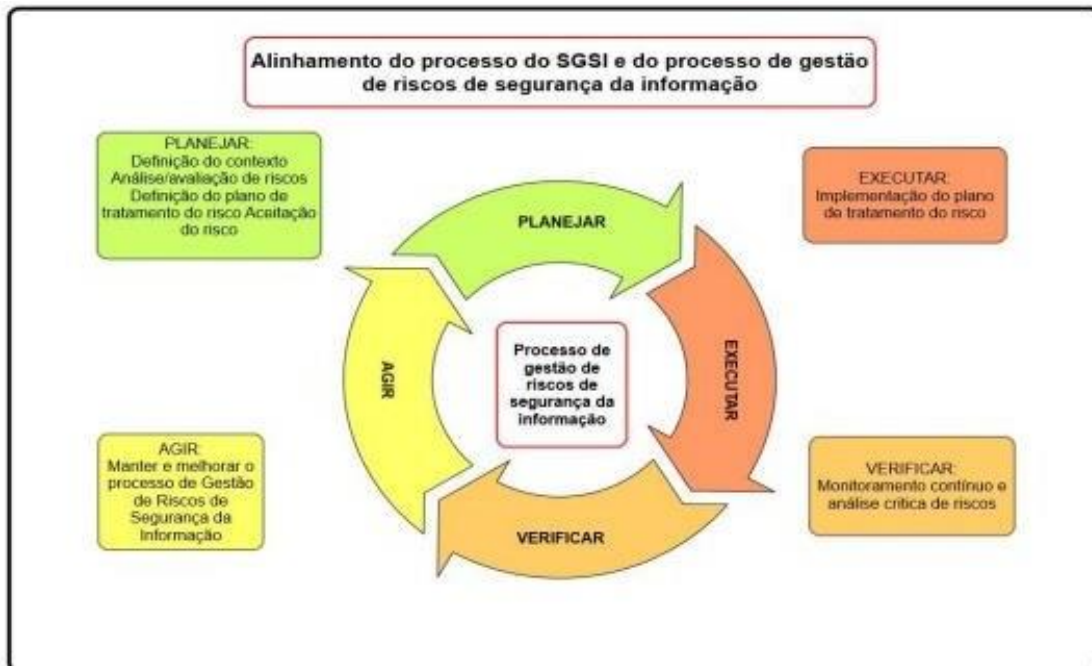 Alinhamento do processo do SGSI e do processo de gestão
de riscos de segurança da informação
PLANEJAR:
Definição do contexto
Análise/avaliação de riscos
Definição do plano de
tratamento do risco Aceitação
do risco
EXECUTAR:
Implementação do plano
de tratamento do risco
PLANEJAR
EXECUTAR
VERIFICAR
AGIR
Processo de
gestão de
riscos de
segurança da
informação
AGIR:
Manter e melhorar o
processo de Gestão
de Riscos de
Segurança da
Informação
VERIFICAR:
Monitoramento contínuo e
análise crítica de riscos